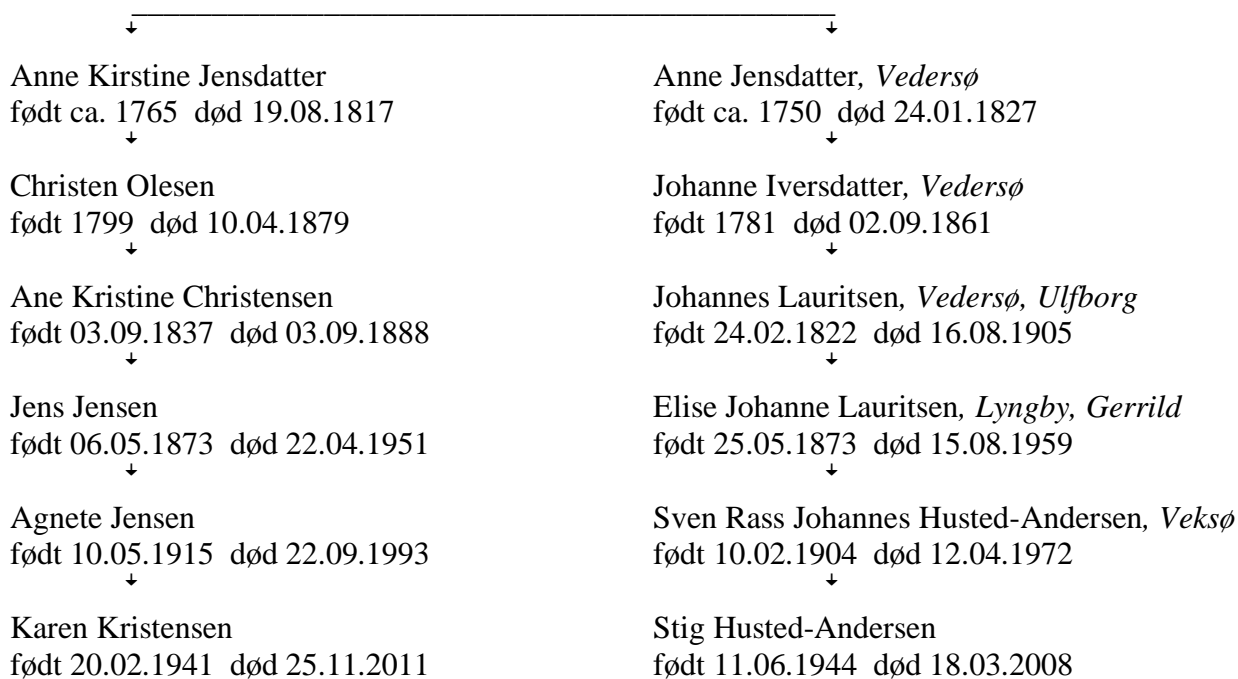 Anne Kirstine Jensdatter
født ca. 1765 død 19.08.1817
Christen Olesen
født 1799 død 10.04.1879
Ane Kristine Christensen
født 03.09.1837 død 03.09.1888
Jens Jensen
født 06.05.1873 død 22.04.1951
Agnete Jensen
født 10.05.1915 død 22.09.1993
Karen Kristensen
født 20.02.1941 død 25.11.2011
Anne Jensdatter, Vedersø
født ca. 1750 død 24.01.1827
Johanne Iversdatter, Vedersø
født 1781 død 02.09.1861
Johannes Lauritsen, Vedersø, Ulfborg
født 24.02.1822 død 16.08.1905
Elise Johanne Lauritsen, Lyngby, Gerrild
født 25.05.1873 død 15.08.1959
Sven Rass Johannes Husted-Andersen, Veksø
født 10.02.1904 død 12.04.1972
Stig Husted-Andersen
født 11.06.1944 død 18.03.2008